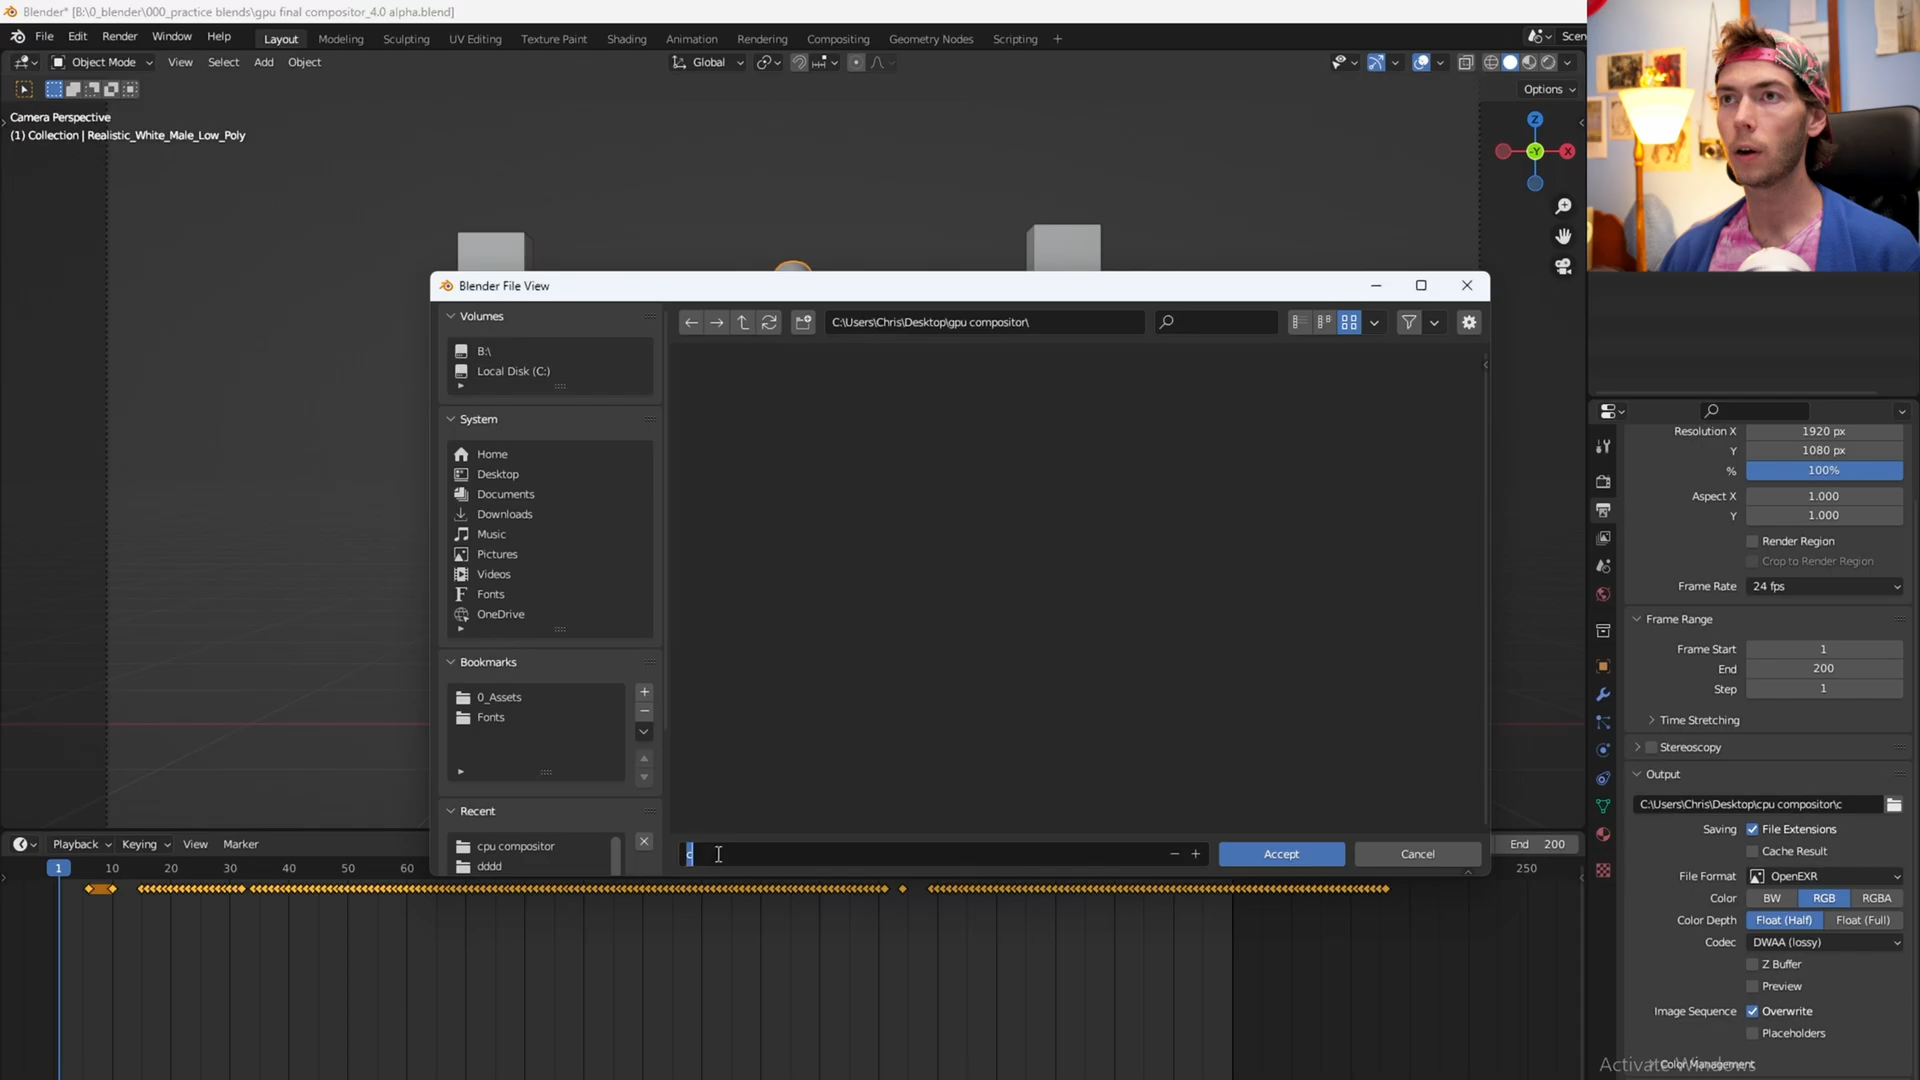 Blender* [B:\0_blender\000_practice blends\gpu final compositor_4.0 alpha.blend]
File Edit Render Window Help Layout Modeling Sculpting UV Editing Texture Paint Shading Animation Rendering Compositing Geometry Nodes Scripting + Scen
Object Mode View Select Add Object Global
Options
Camera Perspective
(1) Collection | Realistic_White_Male_Low_Poly
Z
-Y X
Blender File View
Volumes
B:\
Local Disk (C:)
C:\Users\Chris\Desktop\gpu compositor\
System
Home
Desktop
Documents
Downloads
Music
Pictures
Videos
Fonts
OneDrive
Bookmarks
0_Assets
Fonts
Recent
cpu compositor
dddd
c
Accept Cancel
Resolution X 1920 px
Y 1080 px
% 100%
Aspect X 1.000
Y 1.000
Render Region
Crop to Render Region
Frame Rate 24 fps
Frame Range
Frame Start 1
End 200
Step 1
Time Stretching
Stereoscopy
Output
C:\Users\Chris\Desktop\cpu compositor\c
Saving File Extensions
Cache Result
File Format OpenEXR
Color BW RGB RGBA
Color Depth Float (Half) Float (Full)
Codec DWAA (lossy)
Z Buffer
Preview
Image Sequence Overwrite
Placeholders
Color Management
Activate Windows
Playback Keying View Marker
End 200
1 10 20 30 40 50 60 250